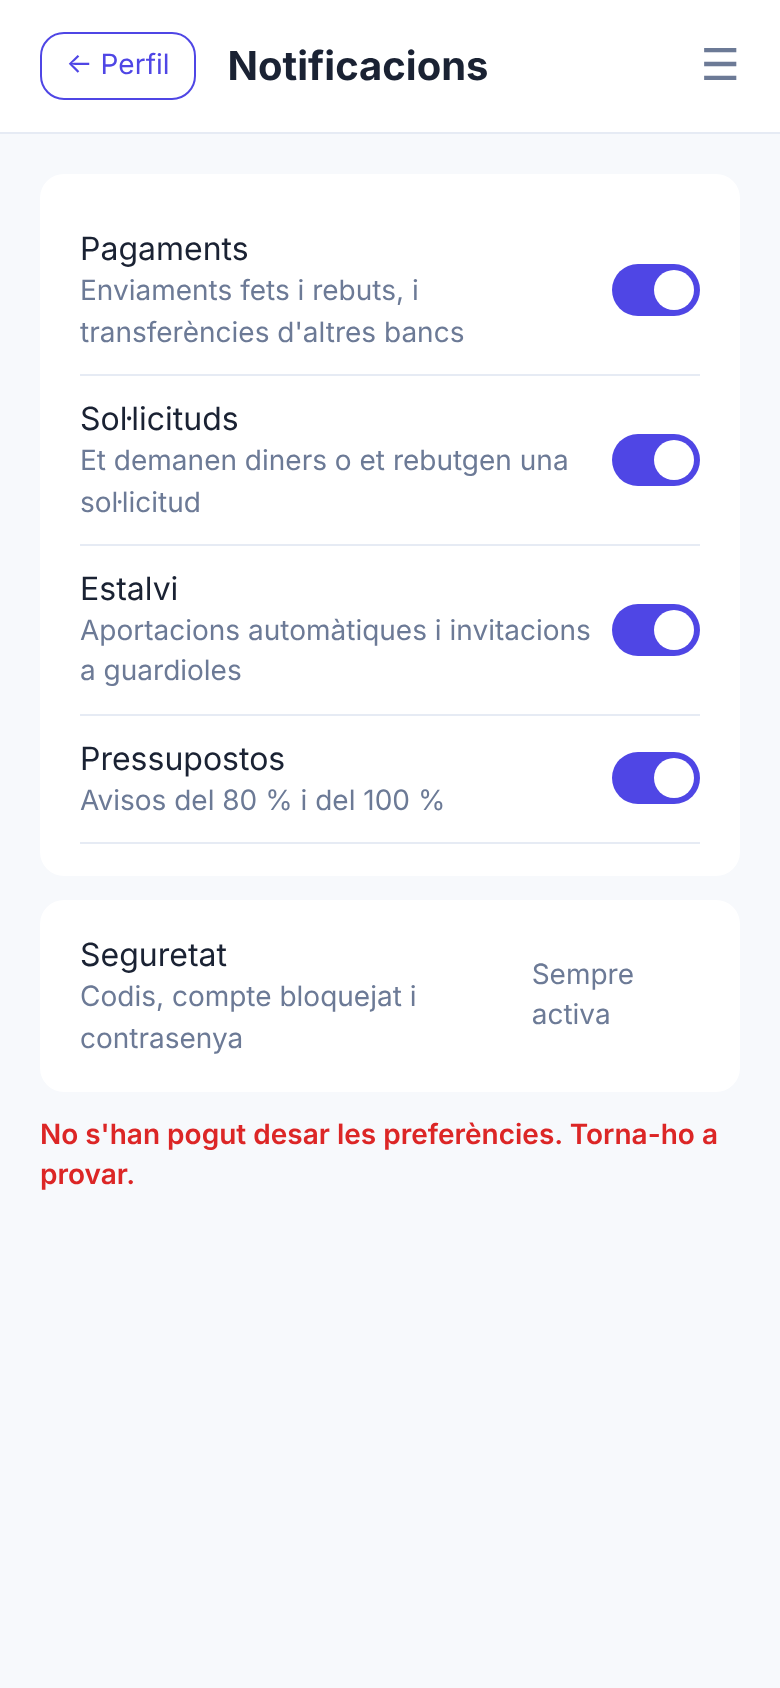 ← Perfil
Notificacions
Pagaments
Enviaments fets i rebuts, i
transferències d'altres bancs
Sol·licituds
Et demanen diners o et rebutgen una
sol·licitud
Estalvi
Aportacions automàtiques i invitacions
a guardioles
Pressupostos
Avisos del 80 % i del 100 %
Seguretat
Codis, compte bloquejat i
contrasenya
Sempre
activa
No s'han pogut desar les preferències. Torna-ho a
provar.